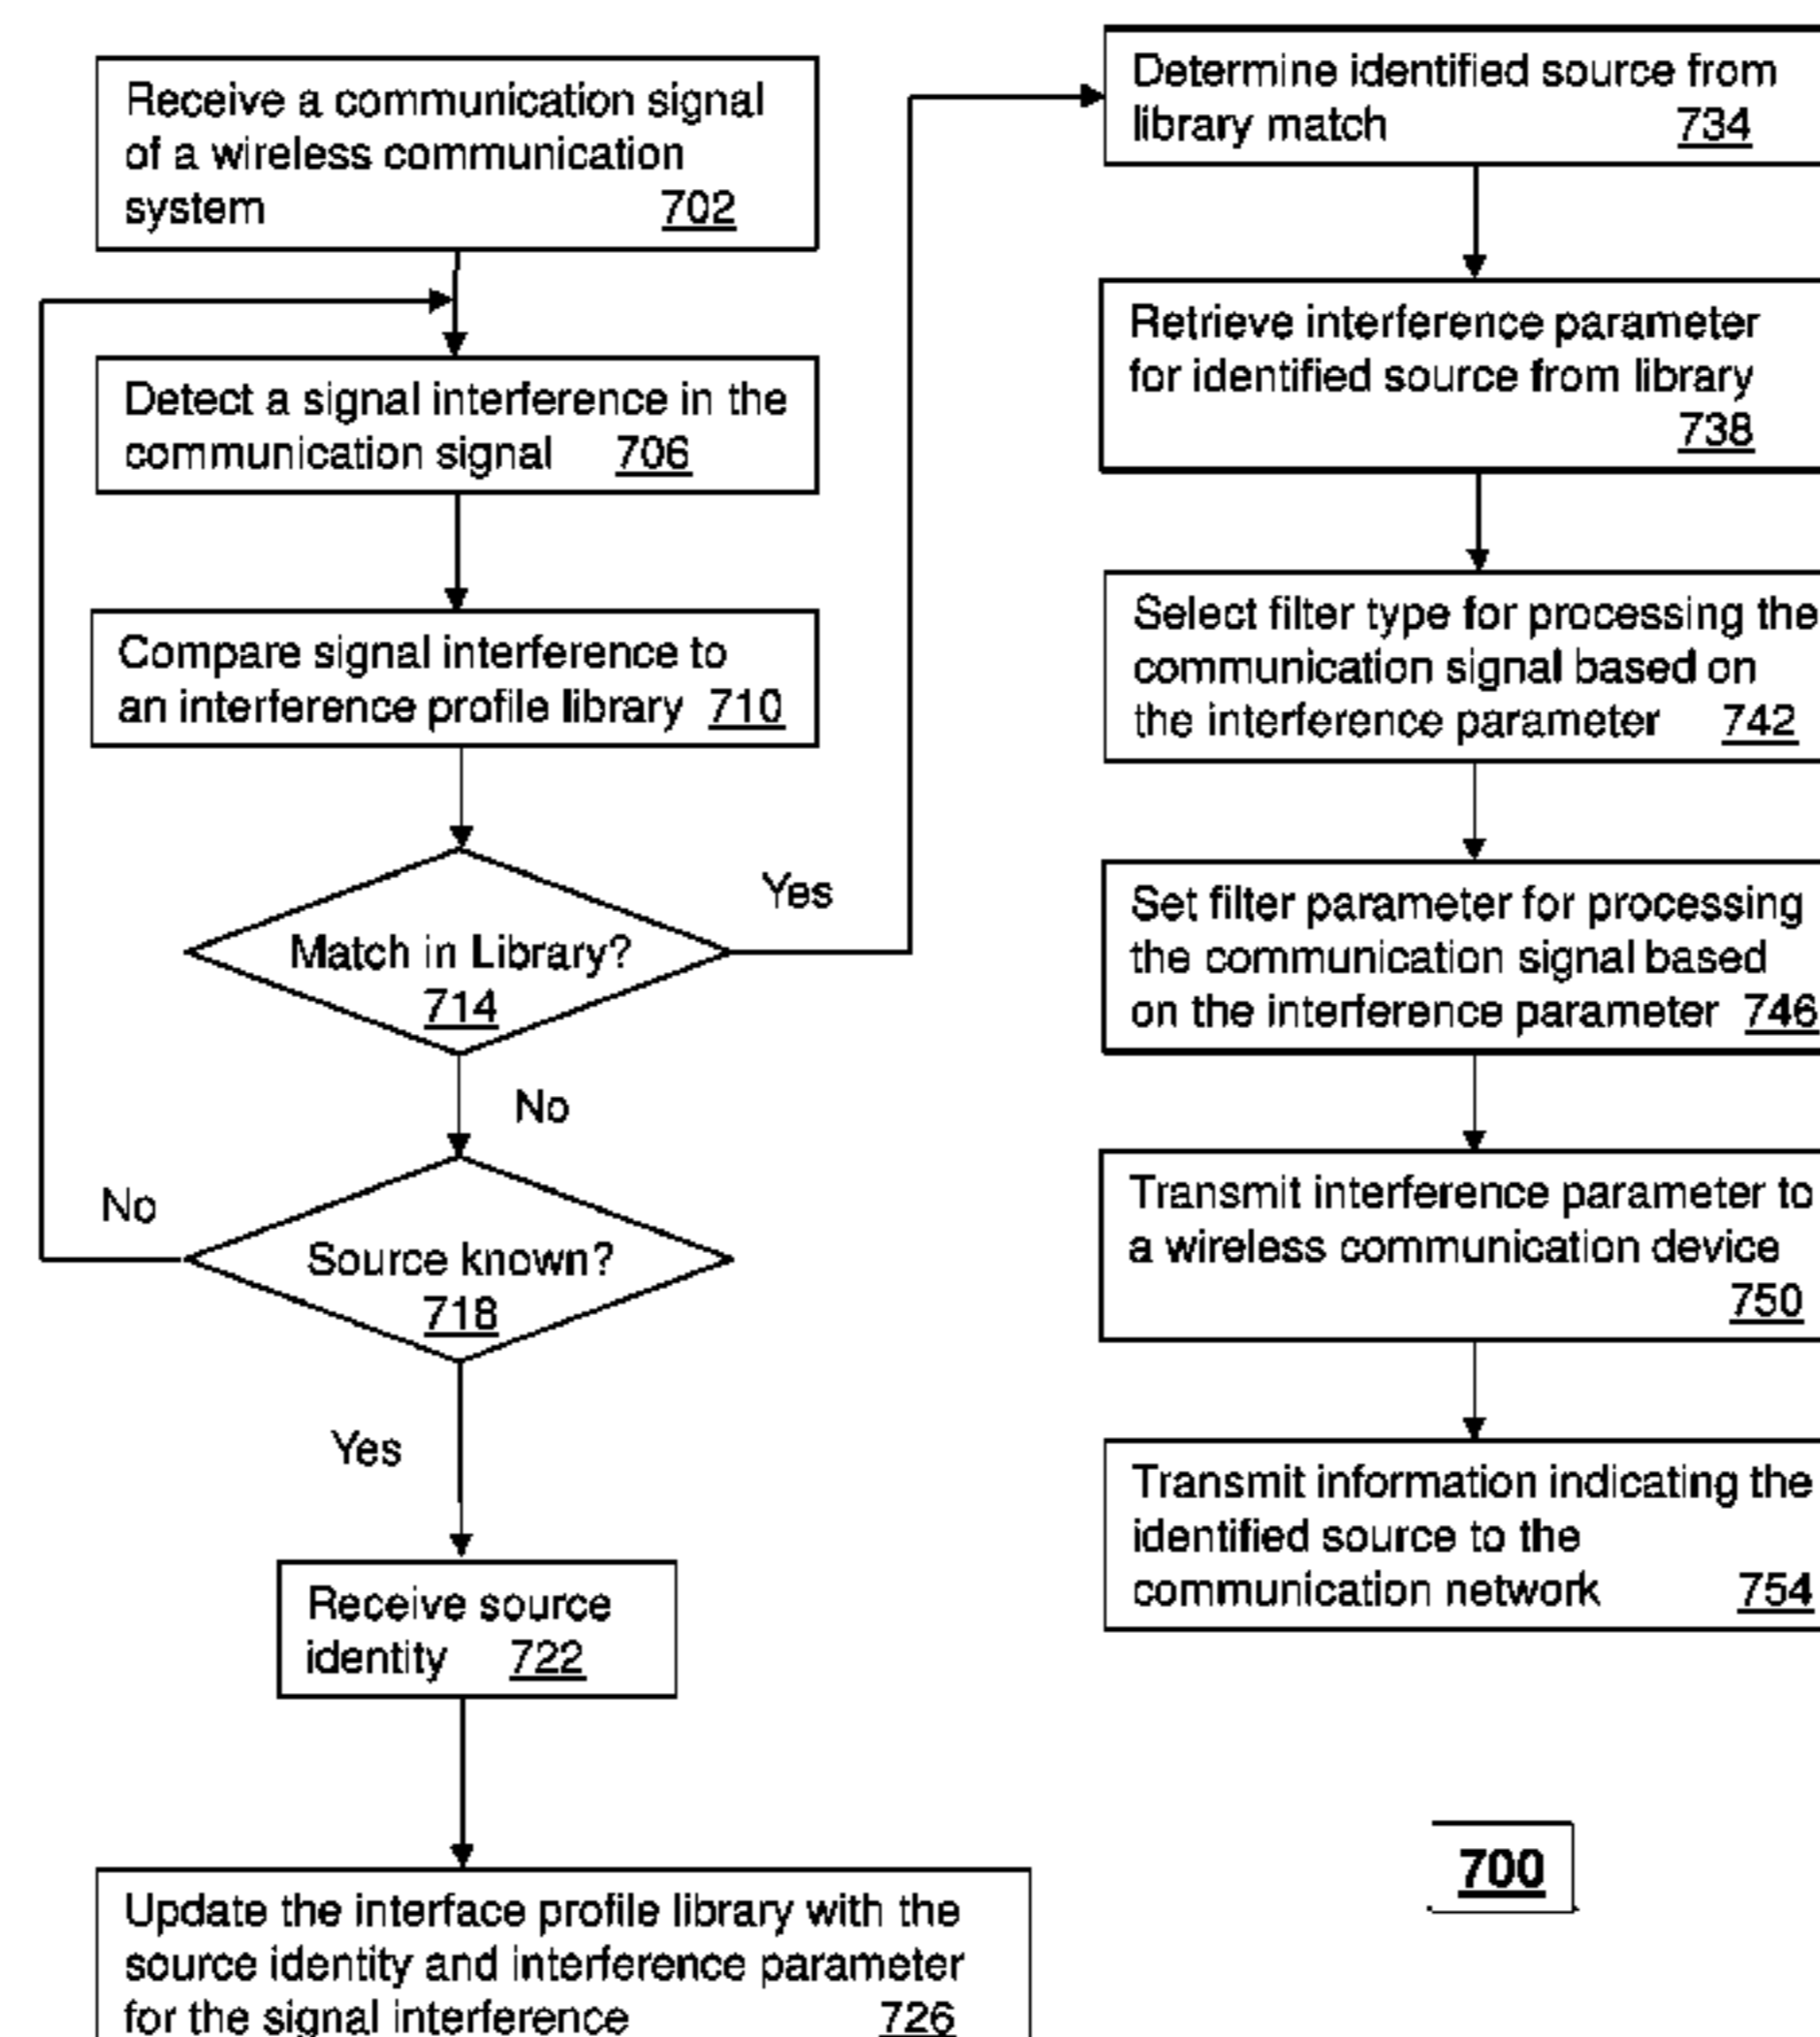 Receive a communication signal
of a wireless communication
system 702
Detect a signal interference in the
communication signal 706
Compare signal interference to
an interference profile library 710
Match in Library?
714
Yes
No
Source known?
718
No
Yes
Receive source
identity 722
Update the interface profile library with the
source identity and interference parameter
for the signal interference 726
Determine identified source from
library match 734
Retrieve interference parameter
for identified source from library
738
Select filter type for processing the
communication signal based on
the interference parameter 742
Set filter parameter for processing
the communication signal based
on the interference parameter 746
Transmit interference parameter to
a wireless communication device
750
Transmit information indicating the
identified source to the
communication network 754
700